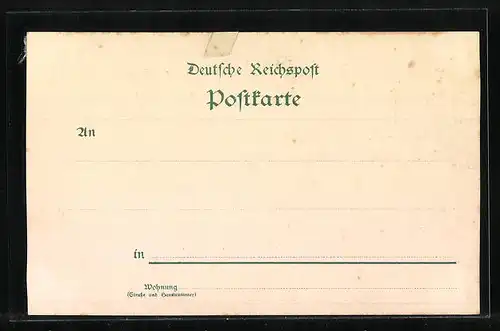 Deutsche Reichspost
Postkarte
An
in
Wohnung
(Straße und Hausnummer)